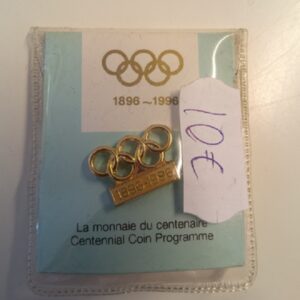 1896~1996
10€
1896-1996
La monnaie du centenaire
Centennial Coin Programme